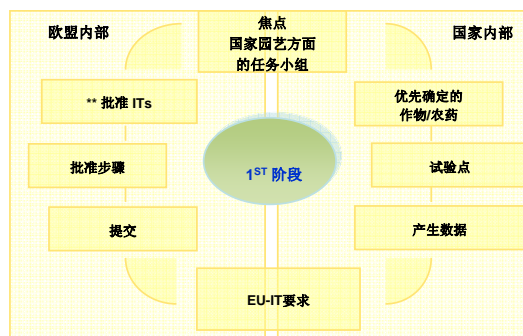 欧盟内部
焦点
国家园艺方面
的任务小组
国家内部
** 批准 ITs
优先确定的
作物/农药
批准步骤
1ST 阶段
试验点
提交
产生数据
EU-IT要求